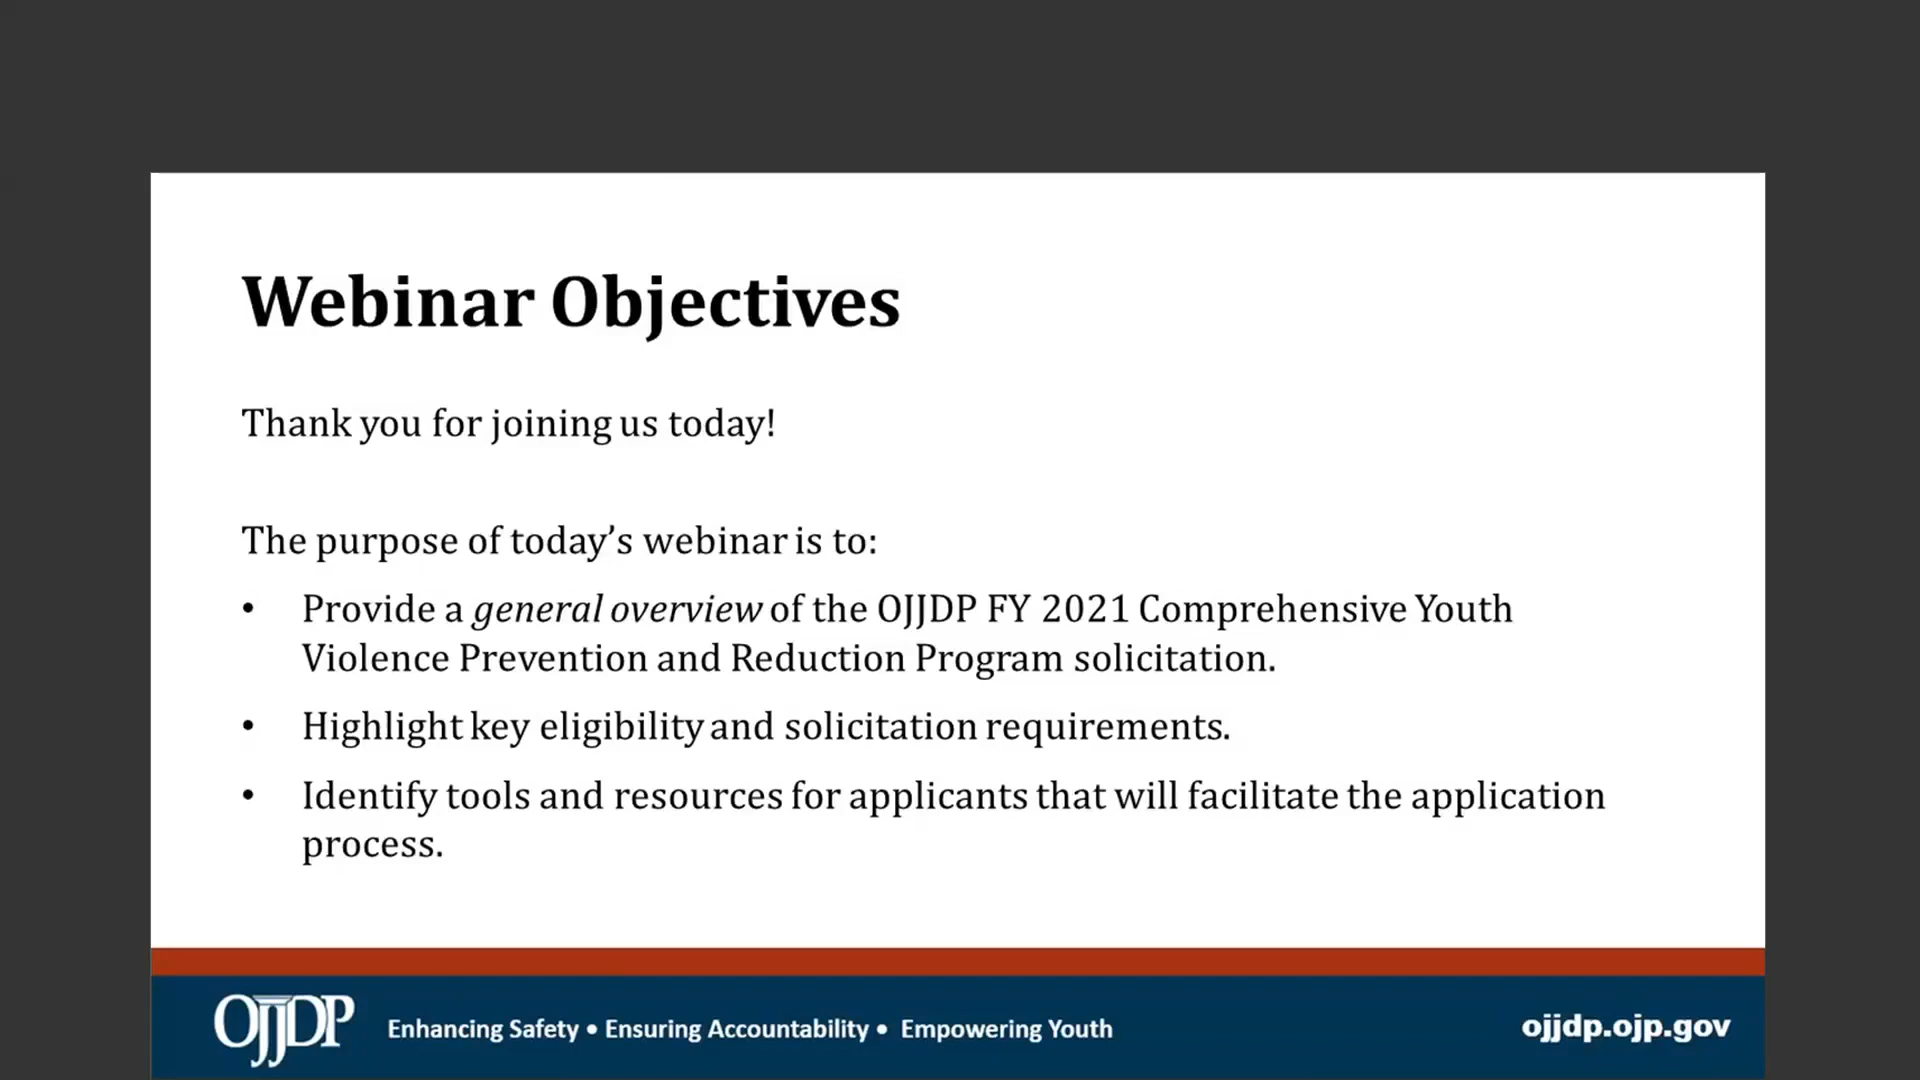 Webinar Objectives
Thank you for joining us today!
The purpose of today’s webinar is to:
• Provide a general overview of the OJJDP FY 2021 Comprehensive Youth
Violence Prevention and Reduction Program solicitation.
• Highlight key eligibility and solicitation requirements.
• Identify tools and resources for applicants that will facilitate the application
process.
OJJDP
Enhancing Safety • Ensuring Accountability • Empowering Youth
ojjdp.ojp.gov